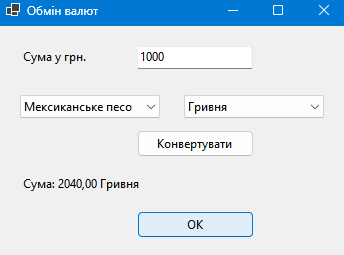 Обмін валют
Сума у грн. 1000
Мексиканське песо Гривня
Конвертувати
Сума: 2040,00 Гривня
OK